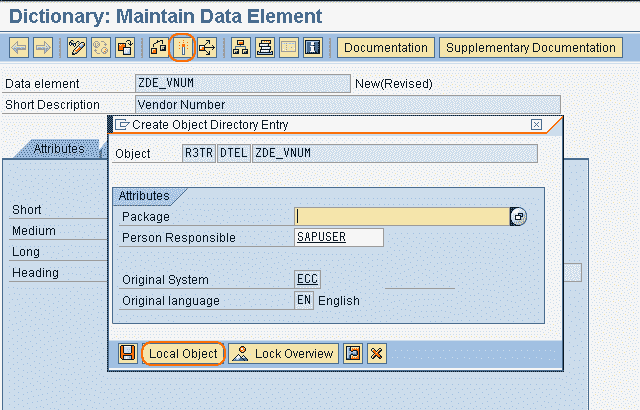 Dictionary: Maintain Data Element
Documentation Supplementary Documentation
Data element ZDE_VNUM New(Revised)
Short Description Vendor Number
Create Object Directory Entry
Attributes
Object R3TR DTEL ZDE_VNUM
Attributes
Short
Package
Medium
Person Responsible SAPUSER
Long
Heading
Original System ECC
Original language EN English
Local Object Lock Overview